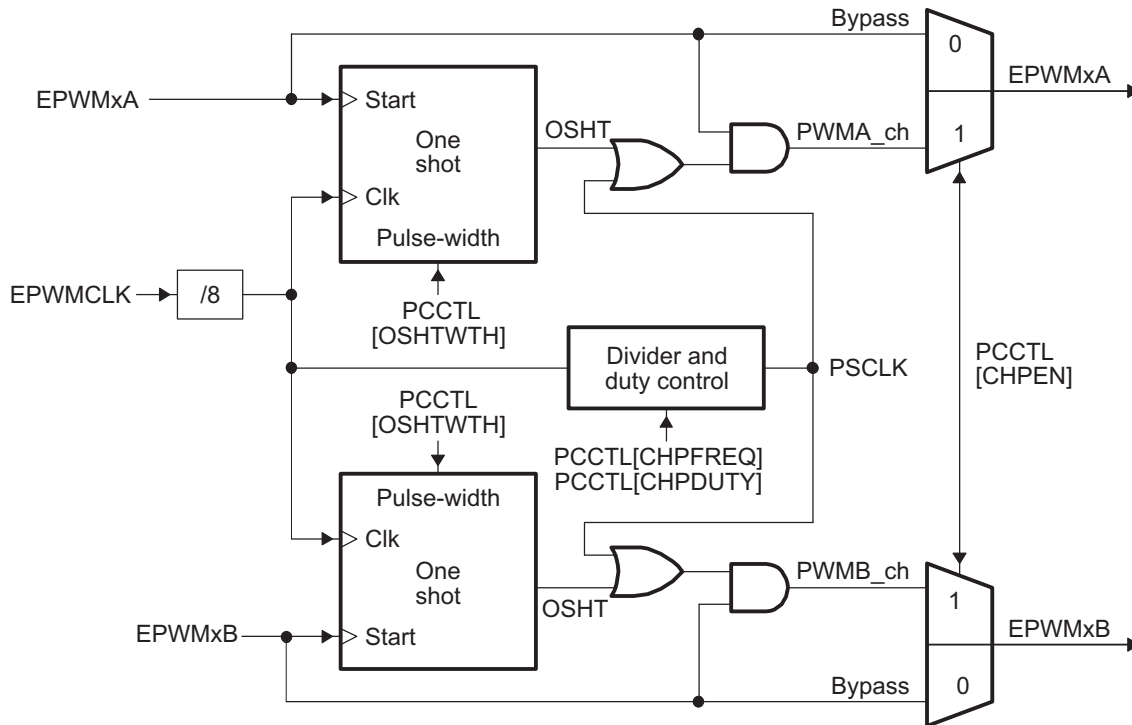 Bypass
0
EPWMxA
EPWMxA
Start
OSHT
PWMA_ch
1
One
shot
Clk
Pulse-width
EPWMCLK
/8
PCCTL
[OSHTWTH]
Divider and
duty control
PSCLK
PCCTL
[CHPEN]
PCCTL
[OSHTWTH]
PCCTL[CHPFREQ]
PCCTL[CHPDUTY]
Pulse-width
Clk
One
shot
OSHT
PWMB_ch
1
EPWMxB
Start
EPWMxB
Bypass
0